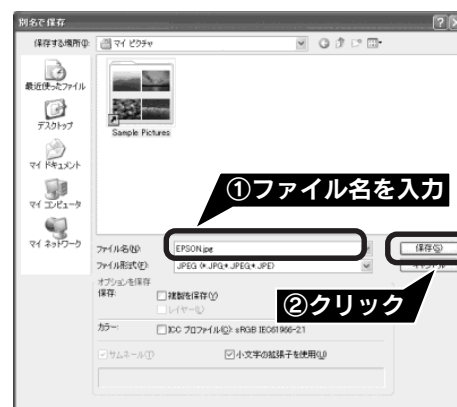 別名で保存
保存する場所(I):
マイ ピクチャ
最近使ったファイル
デスクトップ
マイ ドキュメント
マイ コンピュータ
マイ ネットワーク
Sample Pictures
①ファイル名を入力
ファイル名(N):
EPSON.jpg
保存(S)
ファイル形式(F):
JPEG (*.JPG;*.JPEG;*.JPE)
キャンセル
オプションを保存
保存:
複製を保存(Y)
レイヤー(L)
②クリック
カラー:
ICC プロファイル(C): sRGB IEC61966-2.1
サムネール(T)
小文字の拡張子を使用(U)